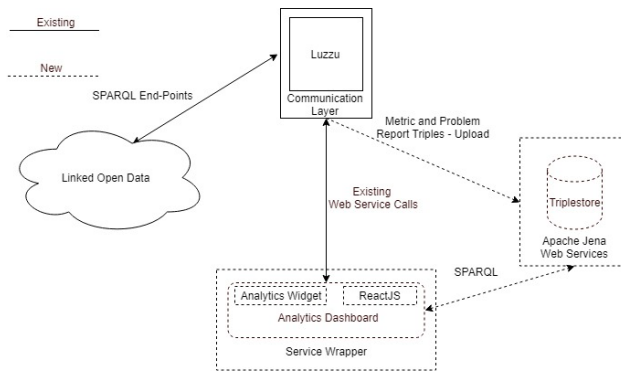 Existing
New
Luzzu
Communication
Layer
SPARQL End-Points
Metric and Problem
Report Triples - Upload
Linked Open Data
Triplestore
Existing
Web Service Calls
Apache Jena
Web Services
SPARQL
Analytics Widget
ReactJS
Analytics Dashboard
Service Wrapper